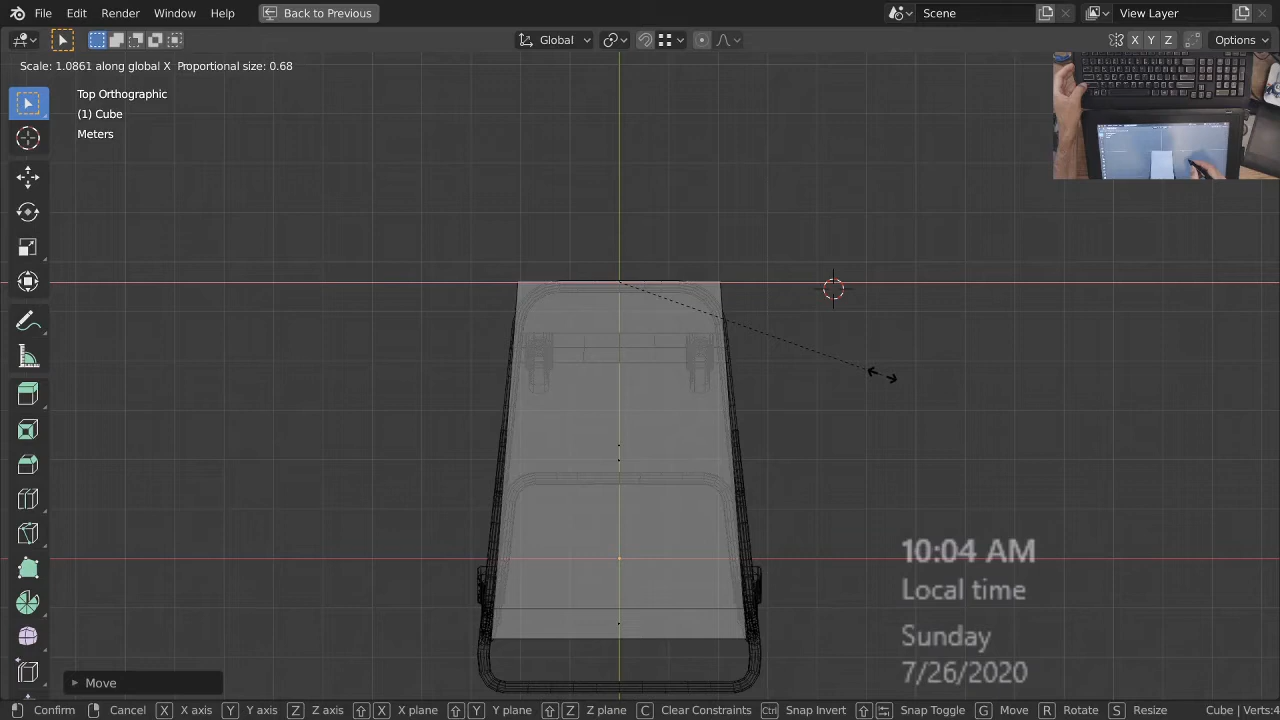 File Edit Render Window Help Back to Previous Scene View Layer
Global X Y Z Options
Scale: 1.0861 along global X Proportional size: 0.68
Top Orthographic
(1) Cube
Meters
10:04 AM
Local time
Sunday
7/26/2020
Move
Confirm Cancel X X axis Y Y axis Z Z axis X X plane Y Y plane Z Z plane C Clear Constraints Ctrl Snap Invert Snap Toggle G Move R Rotate S Resize Cube | Verts:4